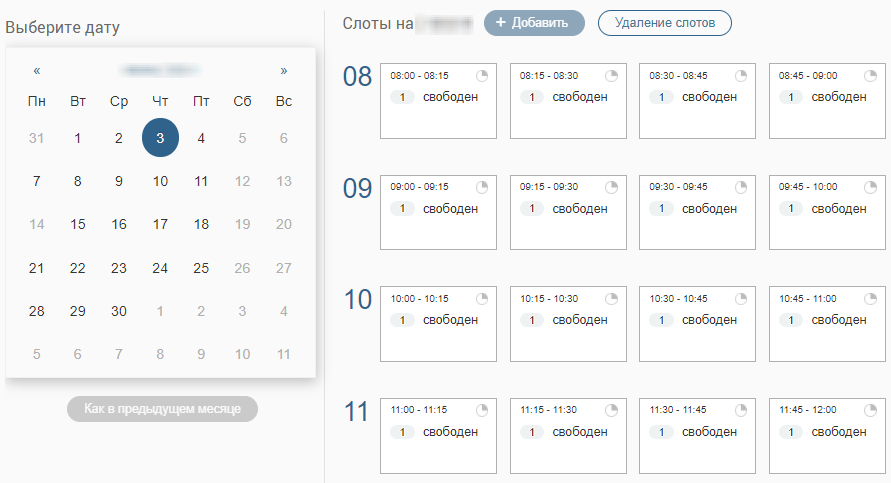 Выберите дату
«
»
Пн Вт Ср Чт Пт Сб Вс
31 1 2 3 4 5 6
7 8 9 10 11 12 13
14 15 16 17 18 19 20
21 22 23 24 25 26 27
28 29 30 1 2 3 4
5 6 7 8 9 10 11
Как в предыдущем месяце
Слоты на
+ Добавить
Удаление слотов
08
08:00 - 08:15
1 свободен
08:15 - 08:30
1 свободен
08:30 - 08:45
1 свободен
08:45 - 09:00
1 свободен
09
09:00 - 09:15
1 свободен
09:15 - 09:30
1 свободен
09:30 - 09:45
1 свободен
09:45 - 10:00
1 свободен
10
10:00 - 10:15
1 свободен
10:15 - 10:30
1 свободен
10:30 - 10:45
1 свободен
10:45 - 11:00
1 свободен
11
11:00 - 11:15
1 свободен
11:15 - 11:30
1 свободен
11:30 - 11:45
1 свободен
11:45 - 12:00
1 свободен